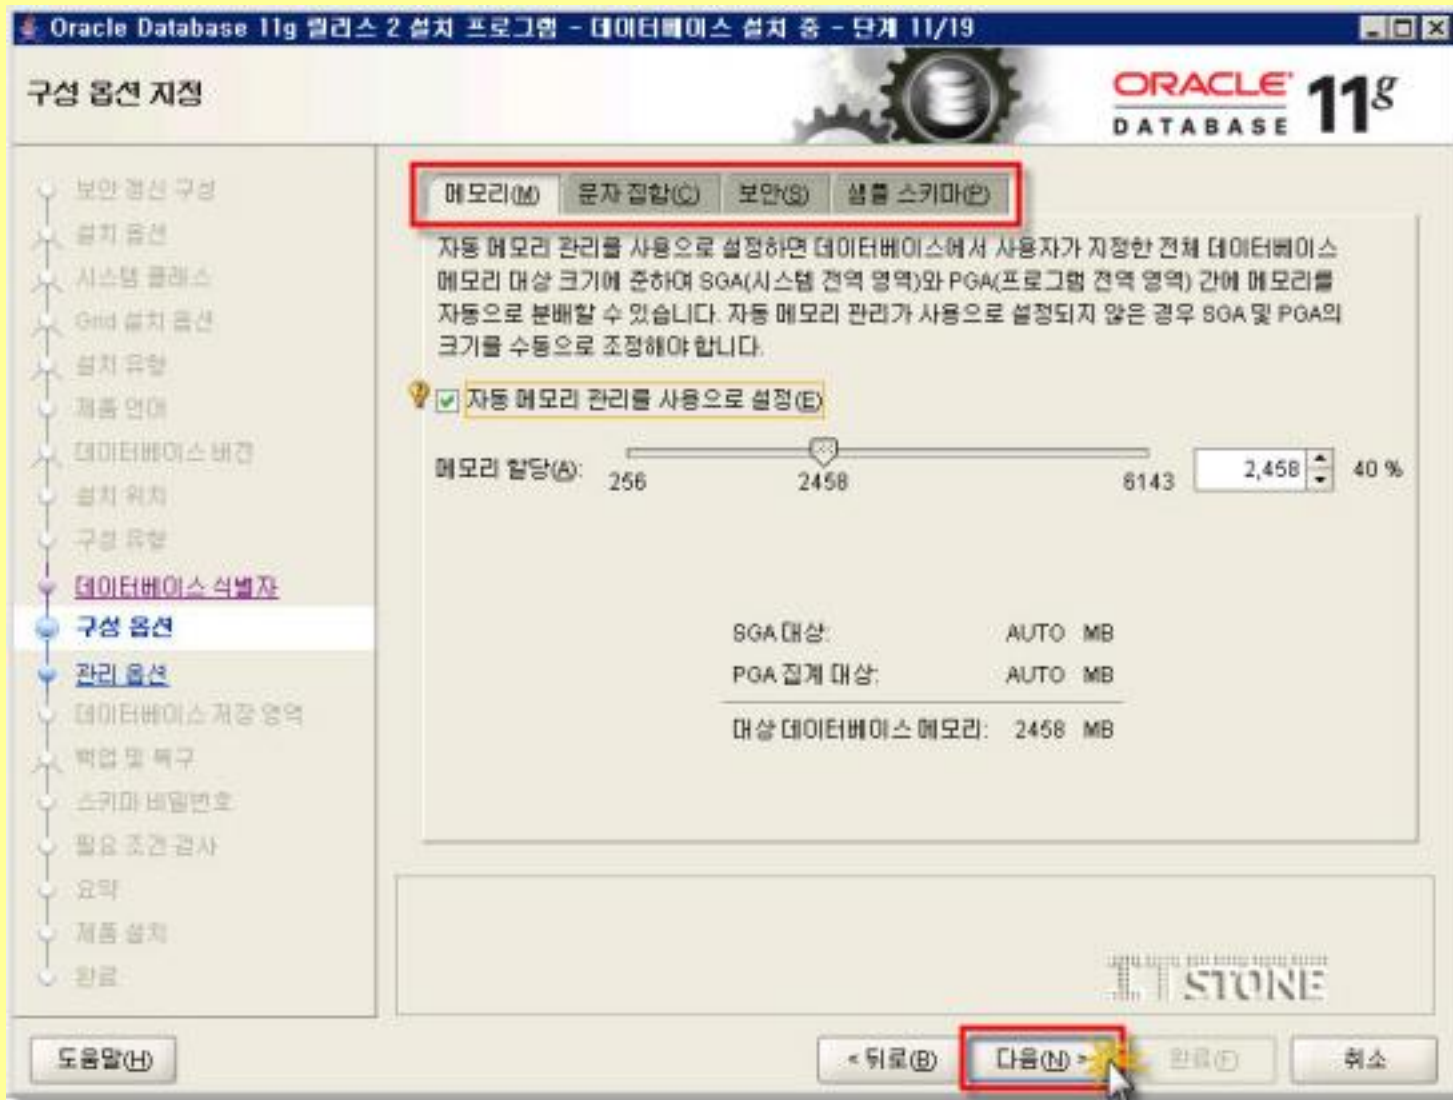 Oracle Database 11g 릴리스 2 설치 프로그램 - 데이터베이스 설치 중 - 단계 11/19
구성 옵션 지정
ORACLE 11g
DATABASE
보안 갱신 구성
설치 옵션
시스템 클래스
Grid 설치 옵션
설치 유형
제품 언어
데이터베이스 버전
설치 위치
구성 유형
데이터베이스 식별자
구성 옵션
관리 옵션
데이터베이스 저장 영역
백업 및 복구
스키마 비밀번호
필요 조건 검사
요약
제품 설치
완료
메모리(M) 문자 집합(C) 보안(S) 샘플 스키마(P)
자동 메모리 관리를 사용으로 설정하면 데이터베이스에서 사용자가 지정한 전체 데이터베이스
메모리 대상 크기에 준하여 SGA(시스템 전역 영역)와 PGA(프로그램 전역 영역) 간에 메모리를
자동으로 분배할 수 있습니다. 자동 메모리 관리가 사용으로 설정되지 않은 경우 SGA 및 PGA의
크기를 수동으로 조정해야 합니다.
자동 메모리 관리를 사용으로 설정(E)
메모리 할당(A): 256 2458 6143 2,458 40 %
SGA 대상: AUTO MB
PGA 집계 대상: AUTO MB
대상 데이터베이스 메모리: 2458 MB
I.T STONE
도움말(H) < 뒤로(B) 다음(N) > 완료(F) 취소